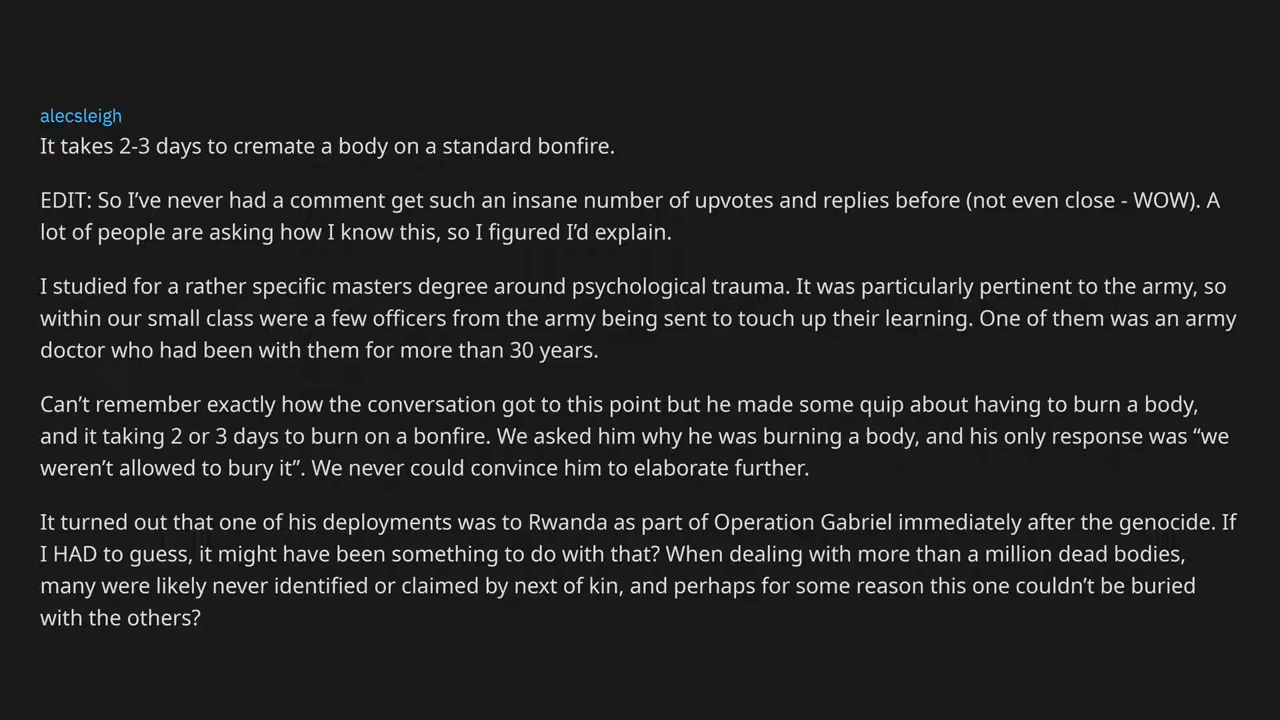 alecsleigh
It takes 2-3 days to cremate a body on a standard bonfire.
EDIT: So I’ve never had a comment get such an insane number of upvotes and replies before (not even close - WOW). A
lot of people are asking how I know this, so I figured I’d explain.
I studied for a rather specific masters degree around psychological trauma. It was particularly pertinent to the army, so
within our small class were a few officers from the army being sent to touch up their learning. One of them was an army
doctor who had been with them for more than 30 years.
Can’t remember exactly how the conversation got to this point but he made some quip about having to burn a body,
and it taking 2 or 3 days to burn on a bonfire. We asked him why he was burning a body, and his only response was “we
weren’t allowed to bury it”. We never could convince him to elaborate further.
It turned out that one of his deployments was to Rwanda as part of Operation Gabriel immediately after the genocide. If
I HAD to guess, it might have been something to do with that? When dealing with more than a million dead bodies,
many were likely never identified or claimed by next of kin, and perhaps for some reason this one couldn’t be buried
with the others?